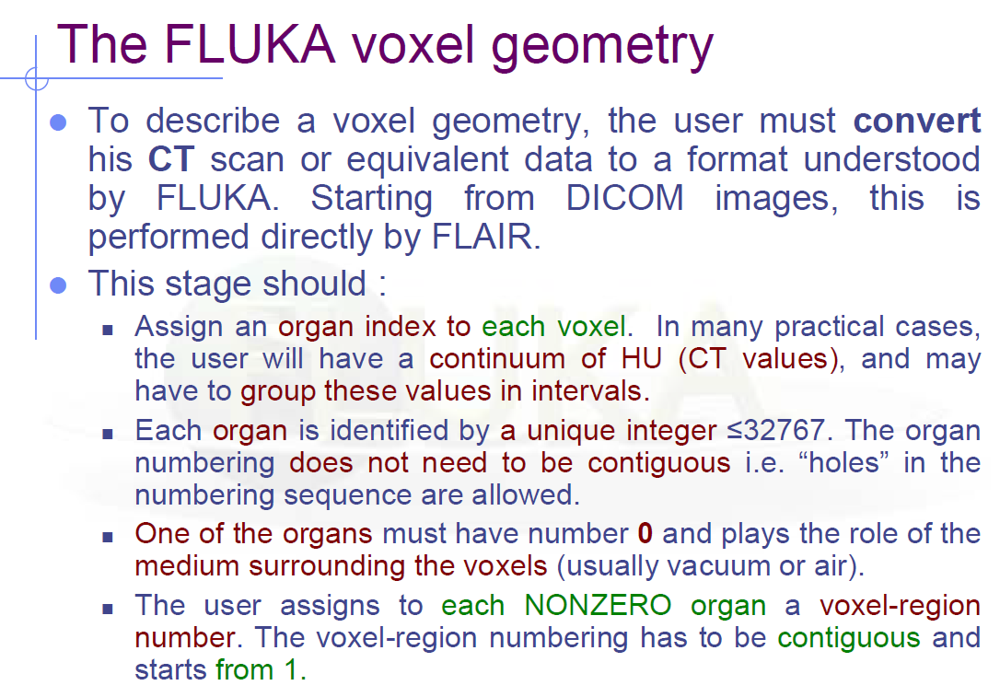 The FLUKA voxel geometry
To describe a voxel geometry, the user must convert
his CT scan or equivalent data to a format understood
by FLUKA. Starting from DICOM images, this is
performed directly by FLAIR.
This stage should :
Assign an organ index to each voxel. In many practical cases,
the user will have a continuum of HU (CT values), and may
have to group these values in intervals.
Each organ is identified by a unique integer ≤32767. The organ
numbering does not need to be contiguous i.e. “holes” in the
numbering sequence are allowed.
One of the organs must have number 0 and plays the role of the
medium surrounding the voxels (usually vacuum or air).
The user assigns to each NONZERO organ a voxel-region
number. The voxel-region numbering has to be contiguous and
starts from 1.